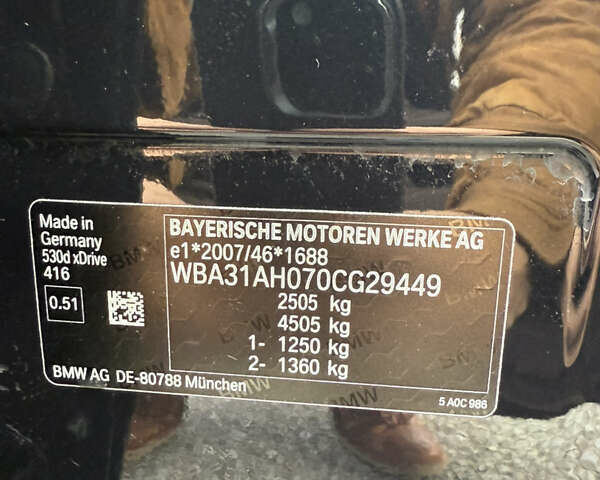 Made in
Germany
530d xDrive
416
0.51
BAYERISCHE MOTOREN WERKE AG
e1*2007/46*1688
WBA31AH070CG29449
2505 kg
4505 kg
1- 1250 kg
2- 1360 kg
BMW AG DE-80788 München
5 A0C 986